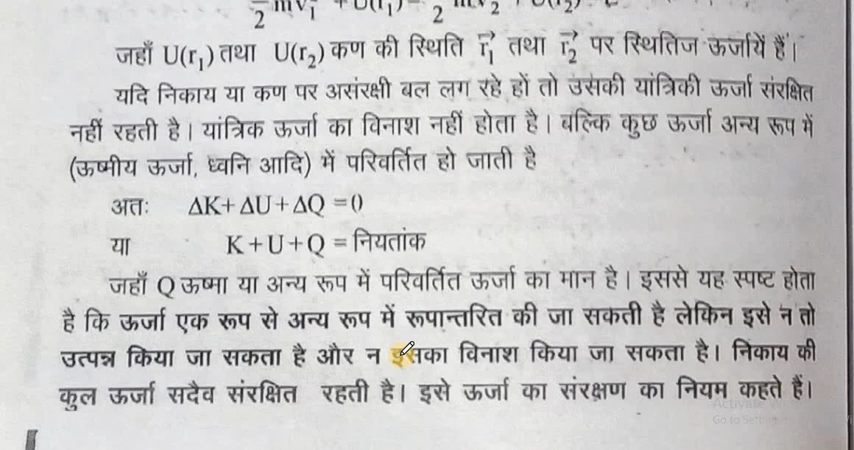 जहाँ U(r₁) तथा U(r₂) कण की स्थिति r₁⃗ तथा r₂⃗ पर स्थितिज ऊर्जायें हैं।
यदि निकाय या कण पर असंरक्षी बल लग रहे हों तो उसकी यांत्रिकी ऊर्जा संरक्षित
नहीं रहती है। यांत्रिक ऊर्जा का विनाश नहीं होता है। बल्कि कुछ ऊर्जा अन्य रूप में
(ऊष्मीय ऊर्जा, ध्वनि आदि) में परिवर्तित हो जाती है
अतः ΔK+ΔU+ΔQ =0
या K+U+Q = नियतांक
जहाँ Q ऊष्मा या अन्य रूप में परिवर्तित ऊर्जा का मान है। इससे यह स्पष्ट होता
है कि ऊर्जा एक रूप से अन्य रूप में रूपान्तरित की जा सकती है लेकिन इसे न तो
उत्पन्न किया जा सकता है और न इसका विनाश किया जा सकता है। निकाय की
कुल ऊर्जा सदैव संरक्षित रहती है। इसे ऊर्जा का संरक्षण का नियम कहते हैं।